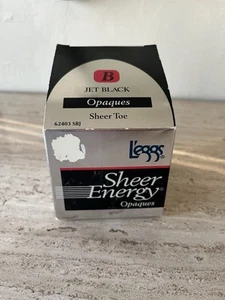 B
JET BLACK
Opaques
Sheer Toe
62403 SBJ
L'eggs®
Sheer
Energy®
Opaques